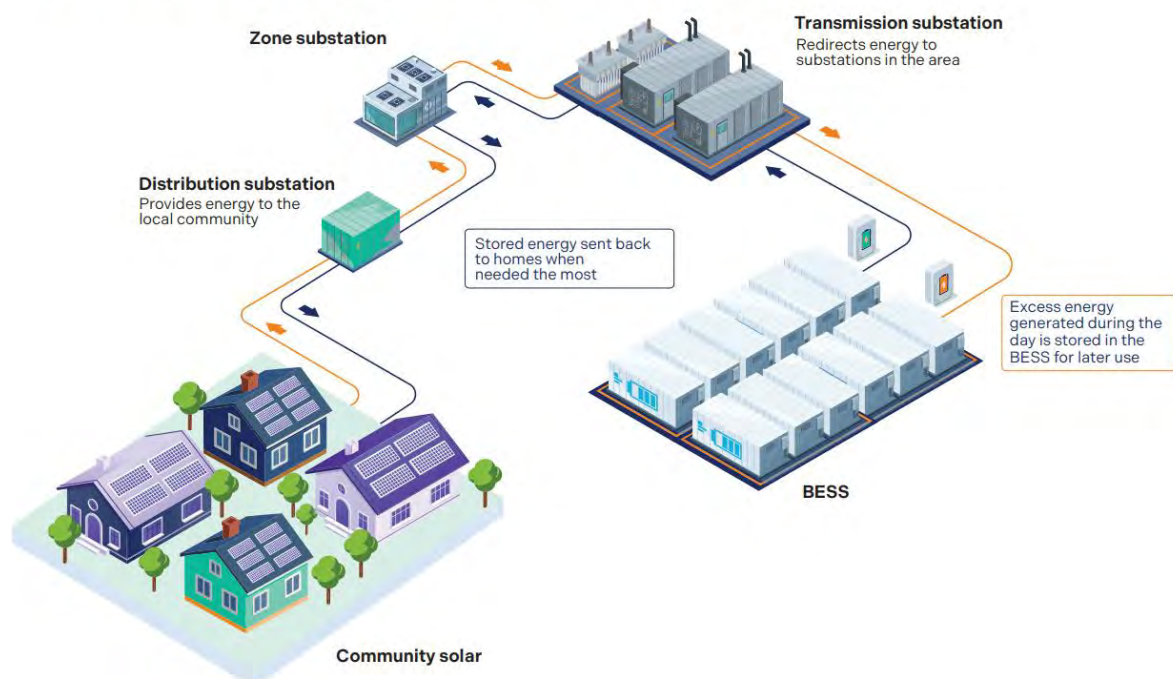 Zone substation
Transmission substation
Redirects energy to
substations in the area
Distribution substation
Provides energy to the
local community
Stored energy sent back
to homes when
needed the most
Excess energy
generated during the
day is stored in the
BESS for later use
BESS
Community solar